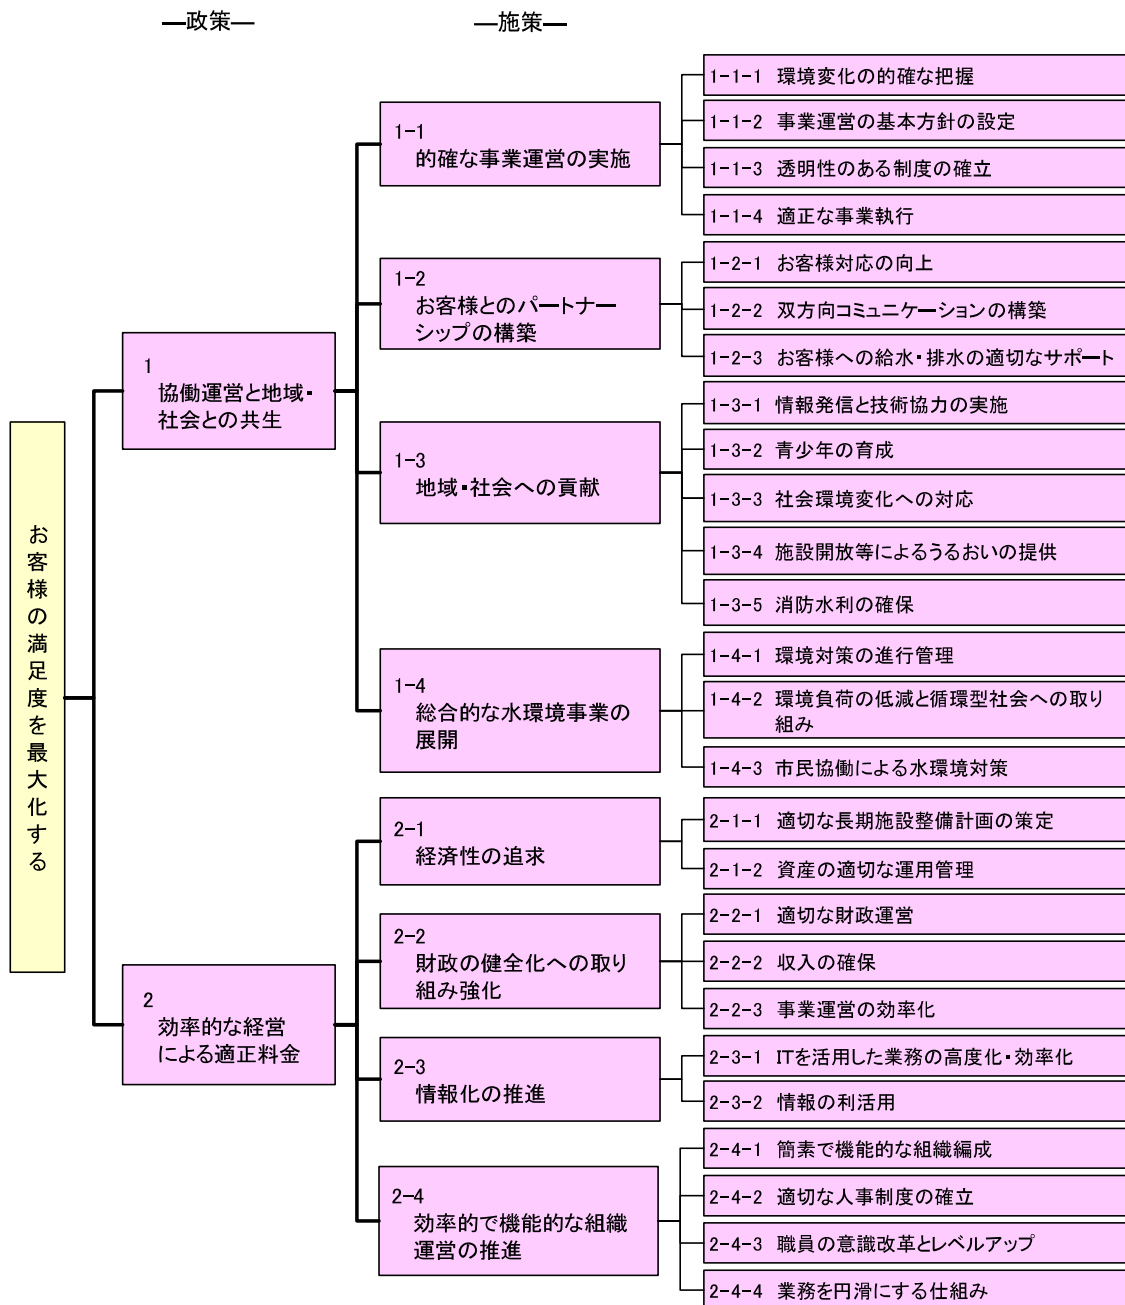 ―政策―
―施策―
お客様の満足度を最大化する
1
協働運営と地域・
社会との共生
1-1
的確な事業運営の実施
1-1-1 環境変化の的確な把握
1-1-2 事業運営の基本方針の設定
1-1-3 透明性のある制度の確立
1-1-4 適正な事業執行
1-2
お客様とのパートナー
シップの構築
1-2-1 お客様対応の向上
1-2-2 双方向コミュニケーションの構築
1-2-3 お客様への給水・排水の適切なサポート
1-3
地域・社会への貢献
1-3-1 情報発信と技術協力の実施
1-3-2 青少年の育成
1-3-3 社会環境変化への対応
1-3-4 施設開放等によるうるおいの提供
1-3-5 消防水利の確保
1-4
総合的な水環境事業の
展開
1-4-1 環境対策の進行管理
1-4-2 環境負荷の低減と循環型社会への取り
組み
1-4-3 市民協働による水環境対策
2
効率的な経営
による適正料金
2-1
経済性の追求
2-1-1 適切な長期施設整備計画の策定
2-1-2 資産の適切な運用管理
2-2
財政の健全化への取り
組み強化
2-2-1 適切な財政運営
2-2-2 収入の確保
2-2-3 事業運営の効率化
2-3
情報化の推進
2-3-1 ITを活用した業務の高度化・効率化
2-3-2 情報の利活用
2-4
効率的で機能的な組織
運営の推進
2-4-1 簡素で機能的な組織編成
2-4-2 適切な人事制度の確立
2-4-3 職員の意識改革とレベルアップ
2-4-4 業務を円滑にする仕組み